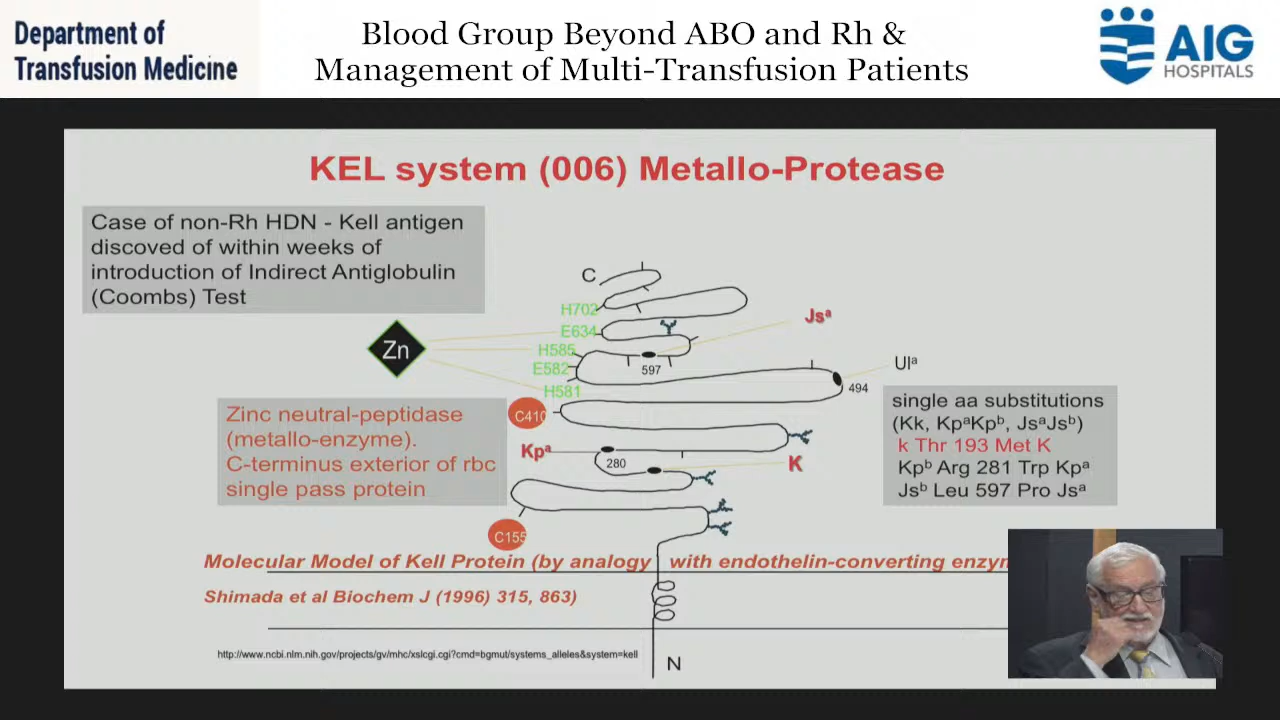 Department of
Transfusion Medicine
Blood Group Beyond ABO and Rh &
Management of Multi-Transfusion Patients
AIG
HOSPITALS
KEL system (006) Metallo-Protease
Case of non-Rh HDN - Kell antigen
discoved of within weeks of
introduction of Indirect Antiglobulin
(Coombs) Test
C
H702
E634
H585
E582
H581
Zn
Jsᵃ
597
Ulᵃ
494
C410
Zinc neutral-peptidase
(metallo-enzyme).
C-terminus exterior of rbc
single pass protein
Kpᵃ
280
K
C155
single aa substitutions
(Kk, KpᵃKpᵇ, JsᵃJsᵇ)
k Thr 193 Met K
Kpᵇ Arg 281 Trp Kpᵃ
Jsᵇ Leu 597 Pro Jsᵃ
Molecular Model of Kell Protein (by analogy with endothelin-converting
Shimada et al Biochem J (1996) 315, 863)
http://www.ncbi.nlm.nih.gov/projects/gv/mhc/xslcgi.cgi?cmd=bgmut/systems_alleles&system=kell
N